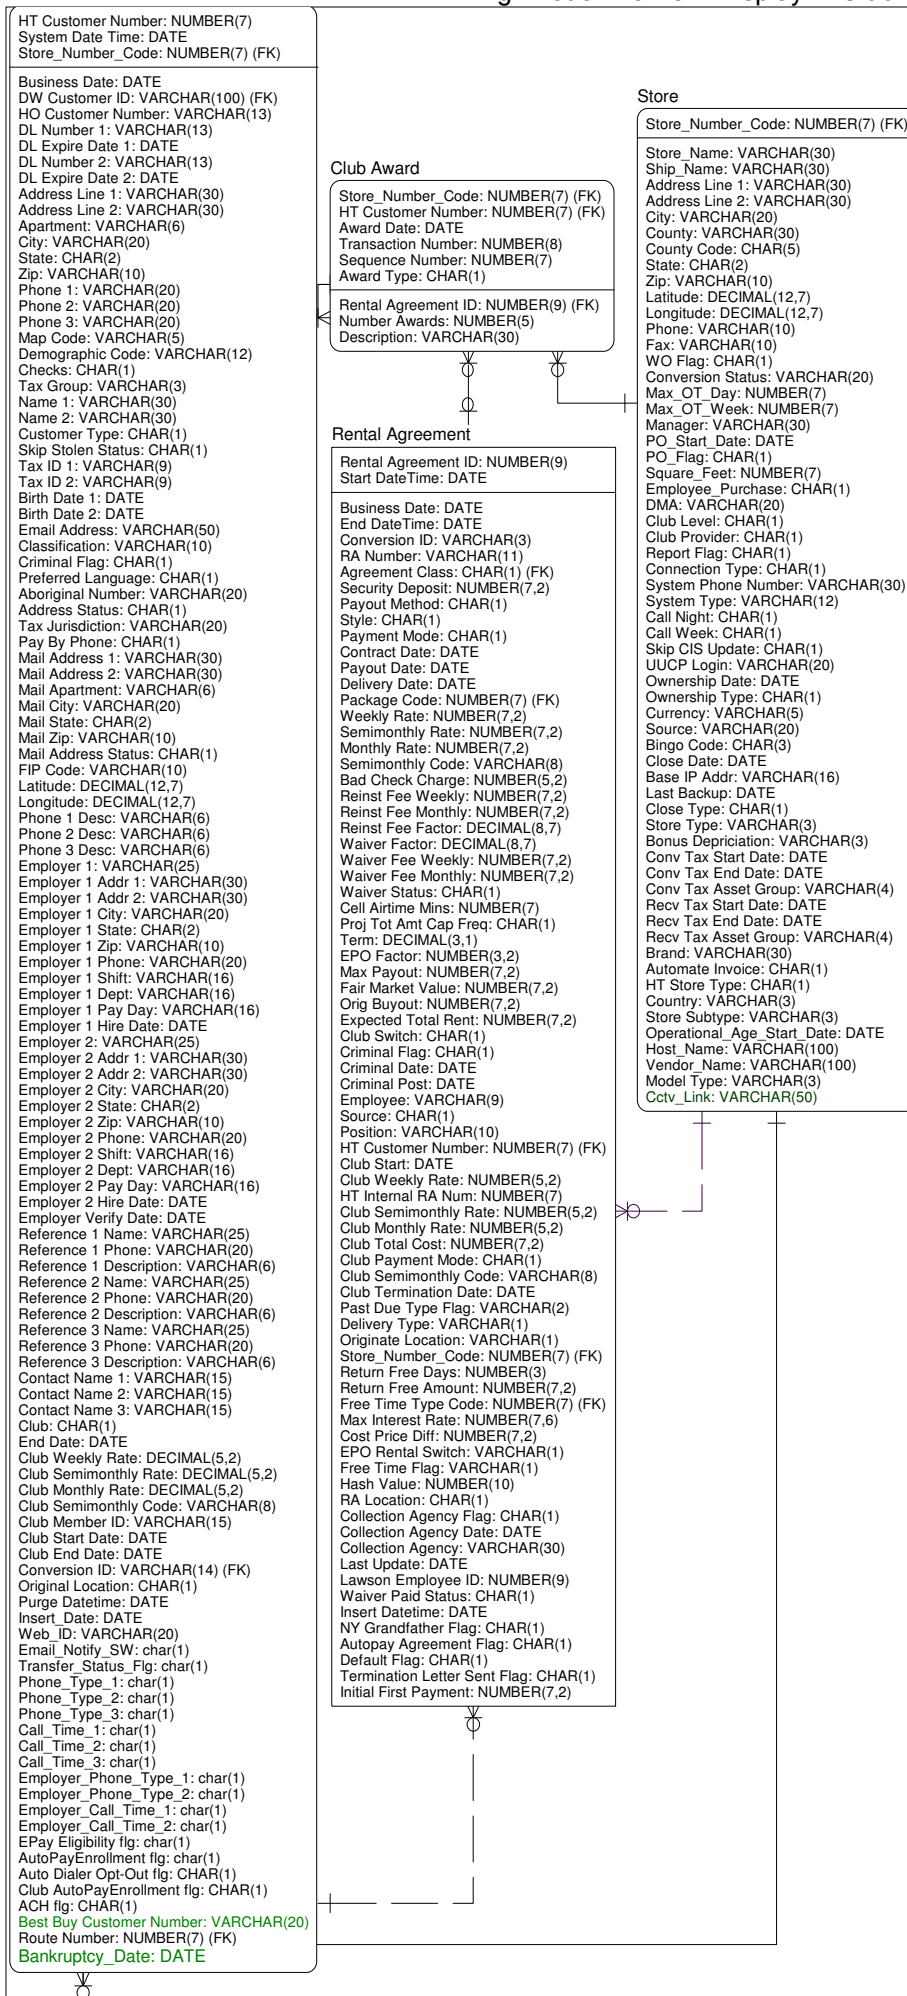 HT Customer Number: NUMBER(7)
System Date Time: DATE
Store_Number_Code: NUMBER(7) (FK)
Business Date: DATE
DW Customer ID: VARCHAR(100) (FK)
HO Customer Number: VARCHAR(13)
DL Number 1: VARCHAR(13)
DL Expire Date 1: DATE
DL Number 2: VARCHAR(13)
DL Expire Date 2: DATE
Address Line 1: VARCHAR(30)
Address Line 2: VARCHAR(30)
Apartment: VARCHAR(6)
City: VARCHAR(20)
State: CHAR(2)
Zip: VARCHAR(10)
Phone 1: VARCHAR(20)
Phone 2: VARCHAR(20)
Phone 3: VARCHAR(20)
Map Code: VARCHAR(5)
Demographic Code: VARCHAR(12)
Checks: CHAR(1)
Tax Group: VARCHAR(3)
Name 1: VARCHAR(30)
Name 2: VARCHAR(30)
Customer Type: CHAR(1)
Skip Stolen Status: CHAR(1)
Tax ID 1: VARCHAR(9)
Tax ID 2: VARCHAR(9)
Birth Date 1: DATE
Birth Date 2: DATE
Email Address: VARCHAR(50)
Classification: VARCHAR(10)
Criminal Flag: CHAR(1)
Preferred Language: CHAR(1)
Aboriginal Number: VARCHAR(20)
Address Status: CHAR(1)
Tax Jurisdiction: VARCHAR(20)
Pay By Phone: CHAR(1)
Mail Address 1: VARCHAR(30)
Mail Address 2: VARCHAR(30)
Mail Apartment: VARCHAR(6)
Mail City: VARCHAR(20)
Mail State: CHAR(2)
Mail Zip: VARCHAR(10)
Mail Address Status: CHAR(1)
FIP Code: VARCHAR(10)
Latitude: DECIMAL(12,7)
Longitude: DECIMAL(12,7)
Phone 1 Desc: VARCHAR(6)
Phone 2 Desc: VARCHAR(6)
Phone 3 Desc: VARCHAR(6)
Employer 1: VARCHAR(25)
Employer 1 Addr 1: VARCHAR(30)
Employer 1 Addr 2: VARCHAR(30)
Employer 1 City: VARCHAR(20)
Employer 1 State: CHAR(2)
Employer 1 Zip: VARCHAR(10)
Employer 1 Phone: VARCHAR(20)
Employer 1 Shift: VARCHAR(16)
Employer 1 Dept: VARCHAR(16)
Employer 1 Pay Day: VARCHAR(16)
Employer 1 Hire Date: DATE
Employer 2: VARCHAR(25)
Employer 2 Addr 1: VARCHAR(30)
Employer 2 Addr 2: VARCHAR(30)
Employer 2 City: VARCHAR(20)
Employer 2 State: CHAR(2)
Employer 2 Zip: VARCHAR(10)
Employer 2 Phone: VARCHAR(20)
Employer 2 Shift: VARCHAR(16)
Employer 2 Dept: VARCHAR(16)
Employer 2 Pay Day: VARCHAR(16)
Employer 2 Hire Date: DATE
Employer Verify Date: DATE
Reference 1 Name: VARCHAR(25)
Reference 1 Phone: VARCHAR(20)
Reference 1 Description: VARCHAR(6)
Reference 2 Name: VARCHAR(25)
Reference 2 Phone: VARCHAR(20)
Reference 2 Description: VARCHAR(6)
Reference 3 Name: VARCHAR(25)
Reference 3 Phone: VARCHAR(20)
Reference 3 Description: VARCHAR(6)
Contact Name 1: VARCHAR(15)
Contact Name 2: VARCHAR(15)
Contact Name 3: VARCHAR(15)
Club: CHAR(1)
End Date: DATE
Club Weekly Rate: DECIMAL(5,2)
Club Semimonthly Rate: DECIMAL(5,2)
Club Monthly Rate: DECIMAL(5,2)
Club Semimonthly Code: VARCHAR(8)
Club Member ID: VARCHAR(15)
Club Start Date: DATE
Club End Date: DATE
Conversion ID: VARCHAR(14) (FK)
Original Location: CHAR(1)
Purge Datetime: DATE
Insert_Date: DATE
Web_ID: VARCHAR(20)
Email_Notify_SW: char(1)
Transfer_Status_Flg: char(1)
Phone_Type_1: char(1)
Phone_Type_2: char(1)
Phone_Type_3: char(1)
Call_Time_1: char(1)
Call_Time_2: char(1)
Call_Time_3: char(1)
Employer_Phone_Type_1: char(1)
Employer_Phone_Type_2: char(1)
Employer_Call_Time_1: char(1)
Employer_Call_Time_2: char(1)
EPay Eligibility flg: char(1)
AutoPayEnrollment flg: char(1)
Auto Dialer Opt-Out flg: CHAR(1)
Club AutoPayEnrollment flg: CHAR(1)
ACH flg: CHAR(1)
Best Buy Customer Number: VARCHAR(20)
Route Number: NUMBER(7) (FK)
Bankruptcy_Date: DATE
Club Award
Store_Number_Code: NUMBER(7) (FK)
HT Customer Number: NUMBER(7) (FK)
Award Date: DATE
Transaction Number: NUMBER(8)
Sequence Number: NUMBER(7)
Award Type: CHAR(1)
Rental Agreement ID: NUMBER(9) (FK)
Number Awards: NUMBER(5)
Description: VARCHAR(30)
Rental Agreement
Rental Agreement ID: NUMBER(9)
Start DateTime: DATE
Business Date: DATE
End DateTime: DATE
Conversion ID: VARCHAR(3)
RA Number: VARCHAR(11)
Agreement Class: CHAR(1) (FK)
Security Deposit: NUMBER(7,2)
Payout Method: CHAR(1)
Style: CHAR(1)
Payment Mode: CHAR(1)
Contract Date: DATE
Payout Date: DATE
Delivery Date: DATE
Package Code: NUMBER(7) (FK)
Weekly Rate: NUMBER(7,2)
Semimonthly Rate: NUMBER(7,2)
Monthly Rate: NUMBER(7,2)
Semimonthly Code: VARCHAR(8)
Bad Check Charge: NUMBER(5,2)
Reinst Fee Weekly: NUMBER(7,2)
Reinst Fee Monthly: NUMBER(7,2)
Reinst Fee Factor: DECIMAL(8,7)
Waiver Factor: DECIMAL(8,7)
Waiver Fee Weekly: NUMBER(7,2)
Waiver Fee Monthly: NUMBER(7,2)
Waiver Status: CHAR(1)
Cell Airtime Mins: NUMBER(7)
Proj Tot Amt Cap Freq: CHAR(1)
Term: DECIMAL(3,1)
EPO Factor: NUMBER(3,2)
Max Payout: NUMBER(7,2)
Fair Market Value: NUMBER(7,2)
Orig Buyout: NUMBER(7,2)
Expected Total Rent: NUMBER(7,2)
Club Switch: CHAR(1)
Criminal Flag: CHAR(1)
Criminal Date: DATE
Criminal Post: DATE
Employee: VARCHAR(9)
Source: CHAR(1)
Position: VARCHAR(10)
HT Customer Number: NUMBER(7) (FK)
Club Start: DATE
Club Weekly Rate: NUMBER(5,2)
HT Internal RA Num: NUMBER(7)
Club Semimonthly Rate: NUMBER(5,2)
Club Monthly Rate: NUMBER(5,2)
Club Total Cost: NUMBER(7,2)
Club Payment Mode: CHAR(1)
Club Semimonthly Code: VARCHAR(8)
Club Termination Date: DATE
Past Due Type Flag: VARCHAR(2)
Delivery Type: VARCHAR(1)
Originate Location: VARCHAR(1)
Store_Number_Code: NUMBER(7) (FK)
Return Free Days: NUMBER(3)
Return Free Amount: NUMBER(7,2)
Free Time Type Code: NUMBER(7) (FK)
Max Interest Rate: NUMBER(7,6)
Cost Price Diff: NUMBER(7,2)
EPO Rental Switch: VARCHAR(1)
Free Time Flag: VARCHAR(1)
Hash Value: NUMBER(10)
RA Location: CHAR(1)
Collection Agency Flag: CHAR(1)
Collection Agency Date: DATE
Collection Agency: VARCHAR(30)
Last Update: DATE
Lawson Employee ID: NUMBER(9)
Waiver Paid Status: CHAR(1)
Insert Datetime: DATE
NY Grandfather Flag: CHAR(1)
Autopay Agreement Flag: CHAR(1)
Default Flag: CHAR(1)
Termination Letter Sent Flag: CHAR(1)
Initial First Payment: NUMBER(7,2)
Store
Store_Number_Code: NUMBER(7) (FK)
Store_Name: VARCHAR(30)
Ship_Name: VARCHAR(30)
Address Line 1: VARCHAR(30)
Address Line 2: VARCHAR(30)
City: VARCHAR(20)
County: VARCHAR(30)
County Code: CHAR(5)
State: CHAR(2)
Zip: VARCHAR(10)
Latitude: DECIMAL(12,7)
Longitude: DECIMAL(12,7)
Phone: VARCHAR(10)
Fax: VARCHAR(10)
WO Flag: CHAR(1)
Conversion Status: VARCHAR(20)
Max_OT_Day: NUMBER(7)
Max_OT_Week: NUMBER(7)
Manager: VARCHAR(30)
PO_Start_Date: DATE
PO_Flag: CHAR(1)
Square_Feet: NUMBER(7)
Employee_Purchase: CHAR(1)
DMA: VARCHAR(20)
Club Level: CHAR(1)
Club Provider: CHAR(1)
Report Flag: CHAR(1)
Connection Type: CHAR(1)
System Phone Number: VARCHAR(30)
System Type: VARCHAR(12)
Call Night: CHAR(1)
Call Week: CHAR(1)
Skip CIS Update: CHAR(1)
UUCP Login: VARCHAR(20)
Ownership Date: DATE
Ownership Type: CHAR(1)
Currency: VARCHAR(5)
Source: VARCHAR(20)
Bingo Code: CHAR(3)
Close Date: DATE
Base IP Addr: VARCHAR(16)
Last Backup: DATE
Close Type: CHAR(1)
Store Type: VARCHAR(3)
Bonus Depriciation: VARCHAR(3)
Conv Tax Start Date: DATE
Conv Tax End Date: DATE
Conv Tax Asset Group: VARCHAR(4)
Recv Tax Start Date: DATE
Recv Tax End Date: DATE
Recv Tax Asset Group: VARCHAR(4)
Brand: VARCHAR(30)
Automate Invoice: CHAR(1)
HT Store Type: CHAR(1)
Country: VARCHAR(3)
Store Subtype: VARCHAR(3)
Operational_Age_Start_Date: DATE
Host_Name: VARCHAR(100)
Vendor_Name: VARCHAR(100)
Model Type: VARCHAR(3)
Cctv_Link: VARCHAR(50)